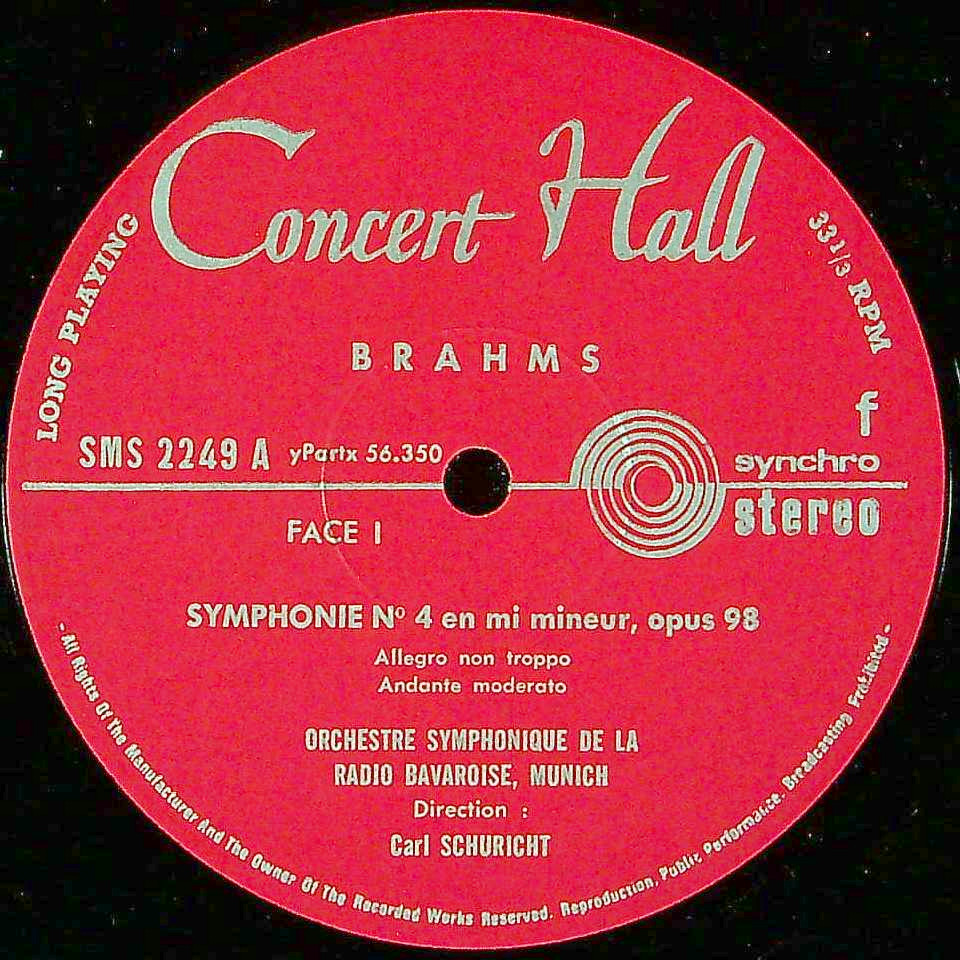 Concert Hall
LONG PLAYING
33 1/3 RPM
BRAHMS
f
SMS 2249 A yPartx 56.350
synchro
stereo
FACE I
SYMPHONIE Nº 4 en mi mineur, opus 98
Allegro non troppo
Andante moderato
ORCHESTRE SYMPHONIQUE DE LA
RADIO BAVAROISE, MUNICH
Direction :
Carl SCHURICHT
- All Rights Of The Manufacturer And The Owner Of The Recorded Works Reserved. Reproduction, Public Performance, Broadcasting Prohibited -